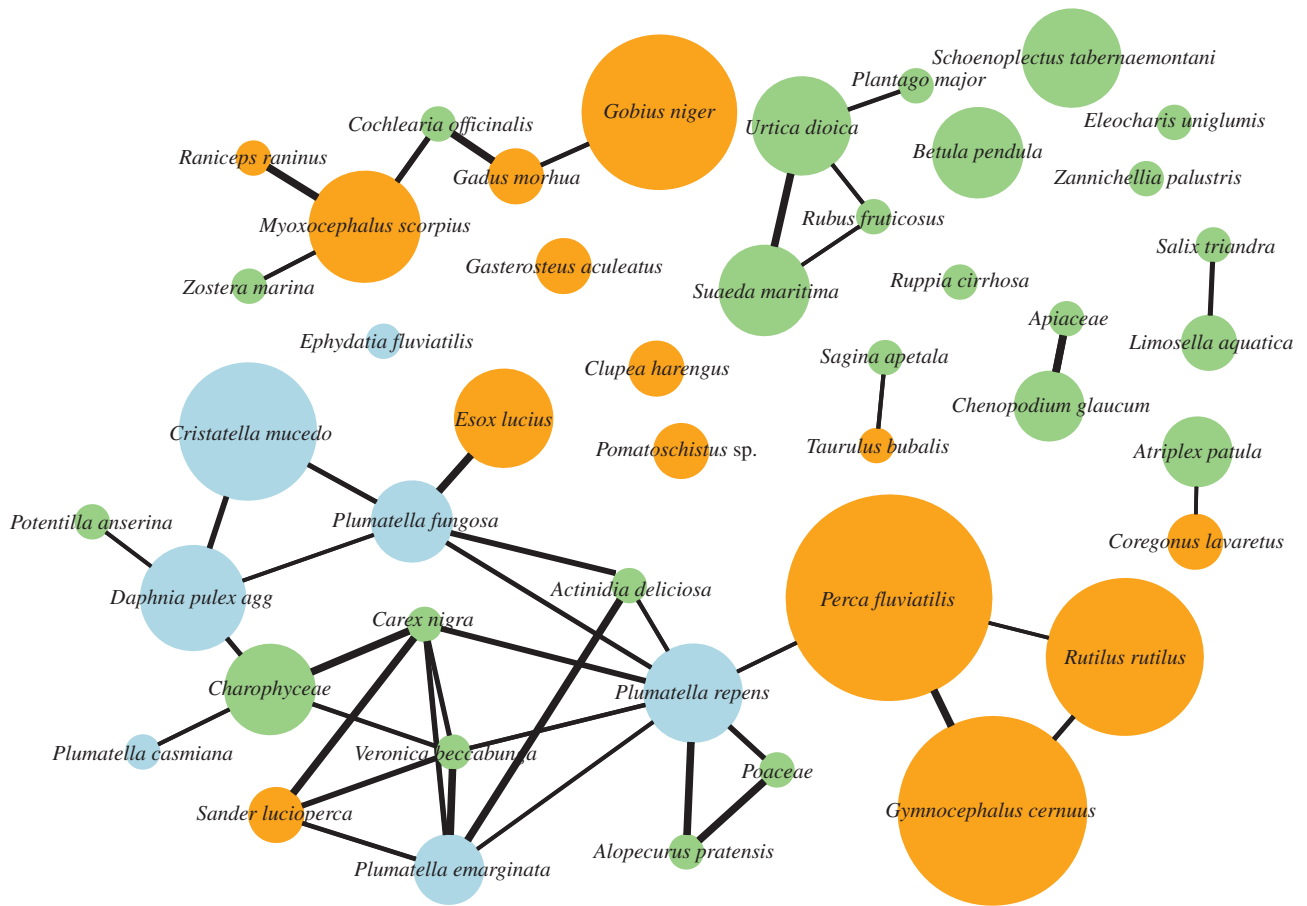 Schoenoplectus tabernaemontani
Plantago major
Gobius niger
Eleocharis uniglumis
Cochlearia officinalis
Urtica dioica
Betula pendula
Raniceps raninus
Gadus morhua
Zannichellia palustris
Myoxocephalus scorpius
Rubus fruticosus
Salix triandra
Gasterosteus aculeatus
Ruppia cirrhosa
Zostera marina
Suaeda maritima
Apiaceae
Ephydatia fluviatilis
Limosella aquatica
Sagina apetala
Clupea harengus
Chenopodium glaucum
Esox lucius
Cristatella mucedo
Taurulus bubalis
Pomatoschistus sp.
Atriplex patula
Potentilla anserina
Plumatella fungosa
Coregonus lavaretus
Actinidia deliciosa
Daphnia pulex agg
Perca fluviatilis
Carex nigra
Rutilus rutilus
Charophyceae
Plumatella repens
Plumatella casmiana
Veronica beccabunga
Poaceae
Sander lucioperca
Gymnocephalus cernuus
Alopecurus pratensis
Plumatella emarginata